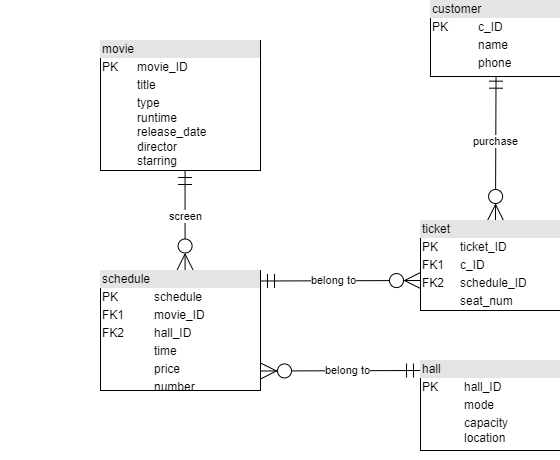 customer
PK c_ID
name
phone
movie
PK movie_ID
title
type
runtime
release_date
director
starring
purchase
screen
ticket
PK ticket_ID
FK1 c_ID
FK2 schedule_ID
seat_num
schedule
PK schedule
FK1 movie_ID
FK2 hall_ID
time
price
number
belong to
belong to
hall
PK hall_ID
mode
capacity
location